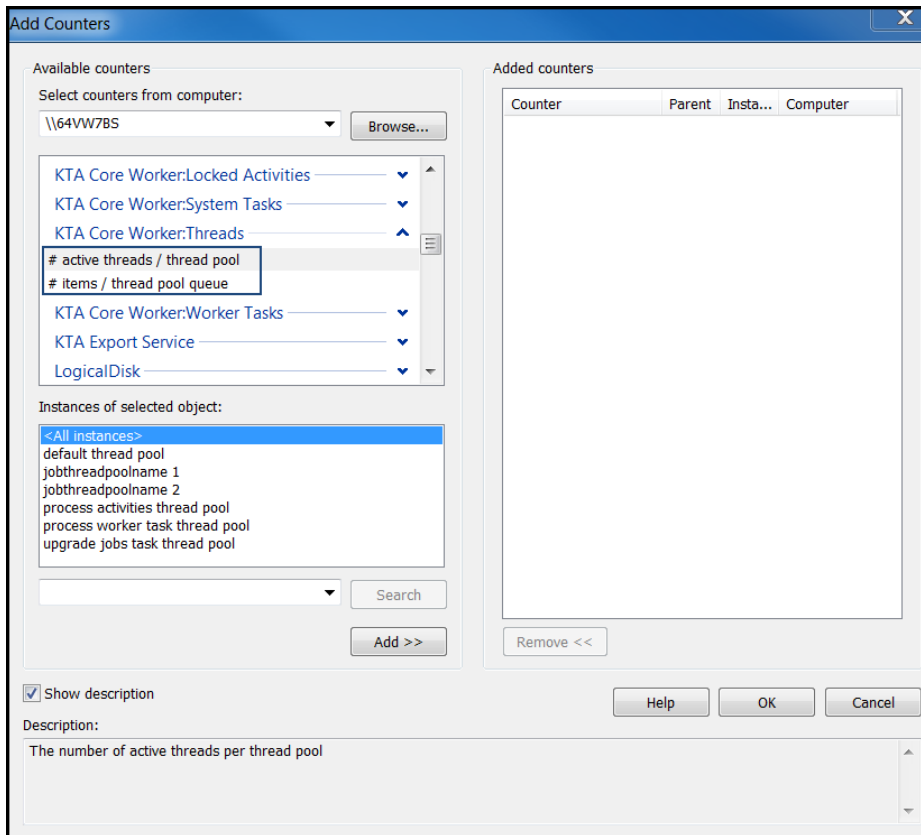 Add Counters
Available counters
Select counters from computer:
\\64VW7BS
Browse...
KTA Core Worker:Locked Activities
KTA Core Worker:System Tasks
KTA Core Worker:Threads
# active threads / thread pool
# items / thread pool queue
KTA Core Worker:Worker Tasks
KTA Export Service
LogicalDisk
Instances of selected object:
<All instances>
default thread pool
jobthreadpoolname 1
jobthreadpoolname 2
process activities thread pool
process worker task thread pool
upgrade jobs task thread pool
Search
Add >>
Added counters
Counter Parent Insta... Computer
Remove <<
Show description
Help OK Cancel
Description:
The number of active threads per thread pool